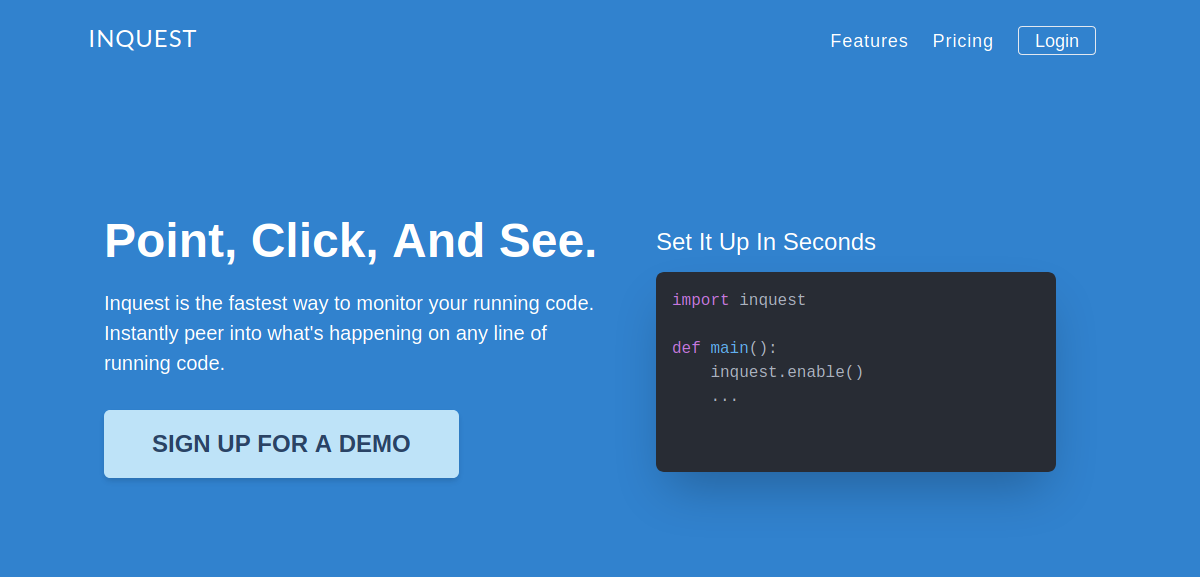 INQUEST
Features Pricing Login
Point, Click, And See.
Inquest is the fastest way to monitor your running code.
Instantly peer into what's happening on any line of
running code.
SIGN UP FOR A DEMO
Set It Up In Seconds
import inquest
def main():
    inquest.enable()
    ...